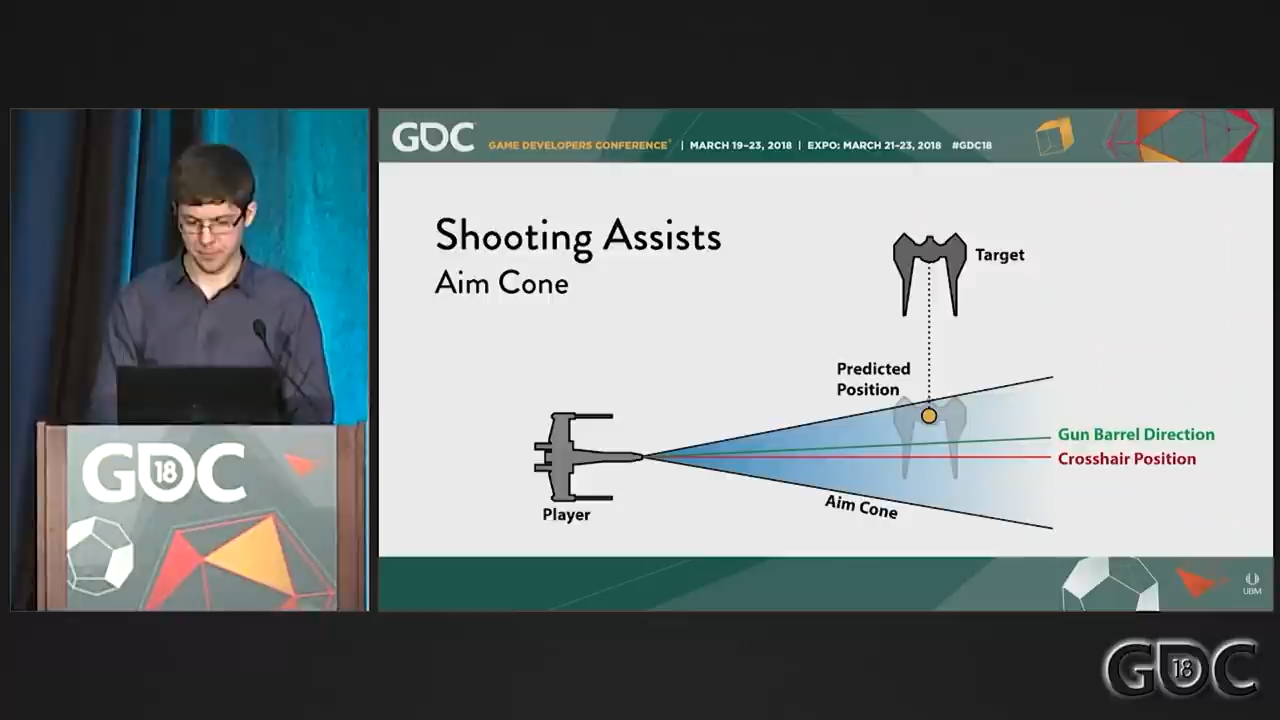 GDC GAME DEVELOPERS CONFERENCE | MARCH 19–23, 2018 | EXPO: MARCH 21–23, 2018 #GDC18
Shooting Assists
Aim Cone
Target
Predicted
Position
Gun Barrel Direction
Crosshair Position
Aim Cone
Player
GDC
18
UBM
GDC
18